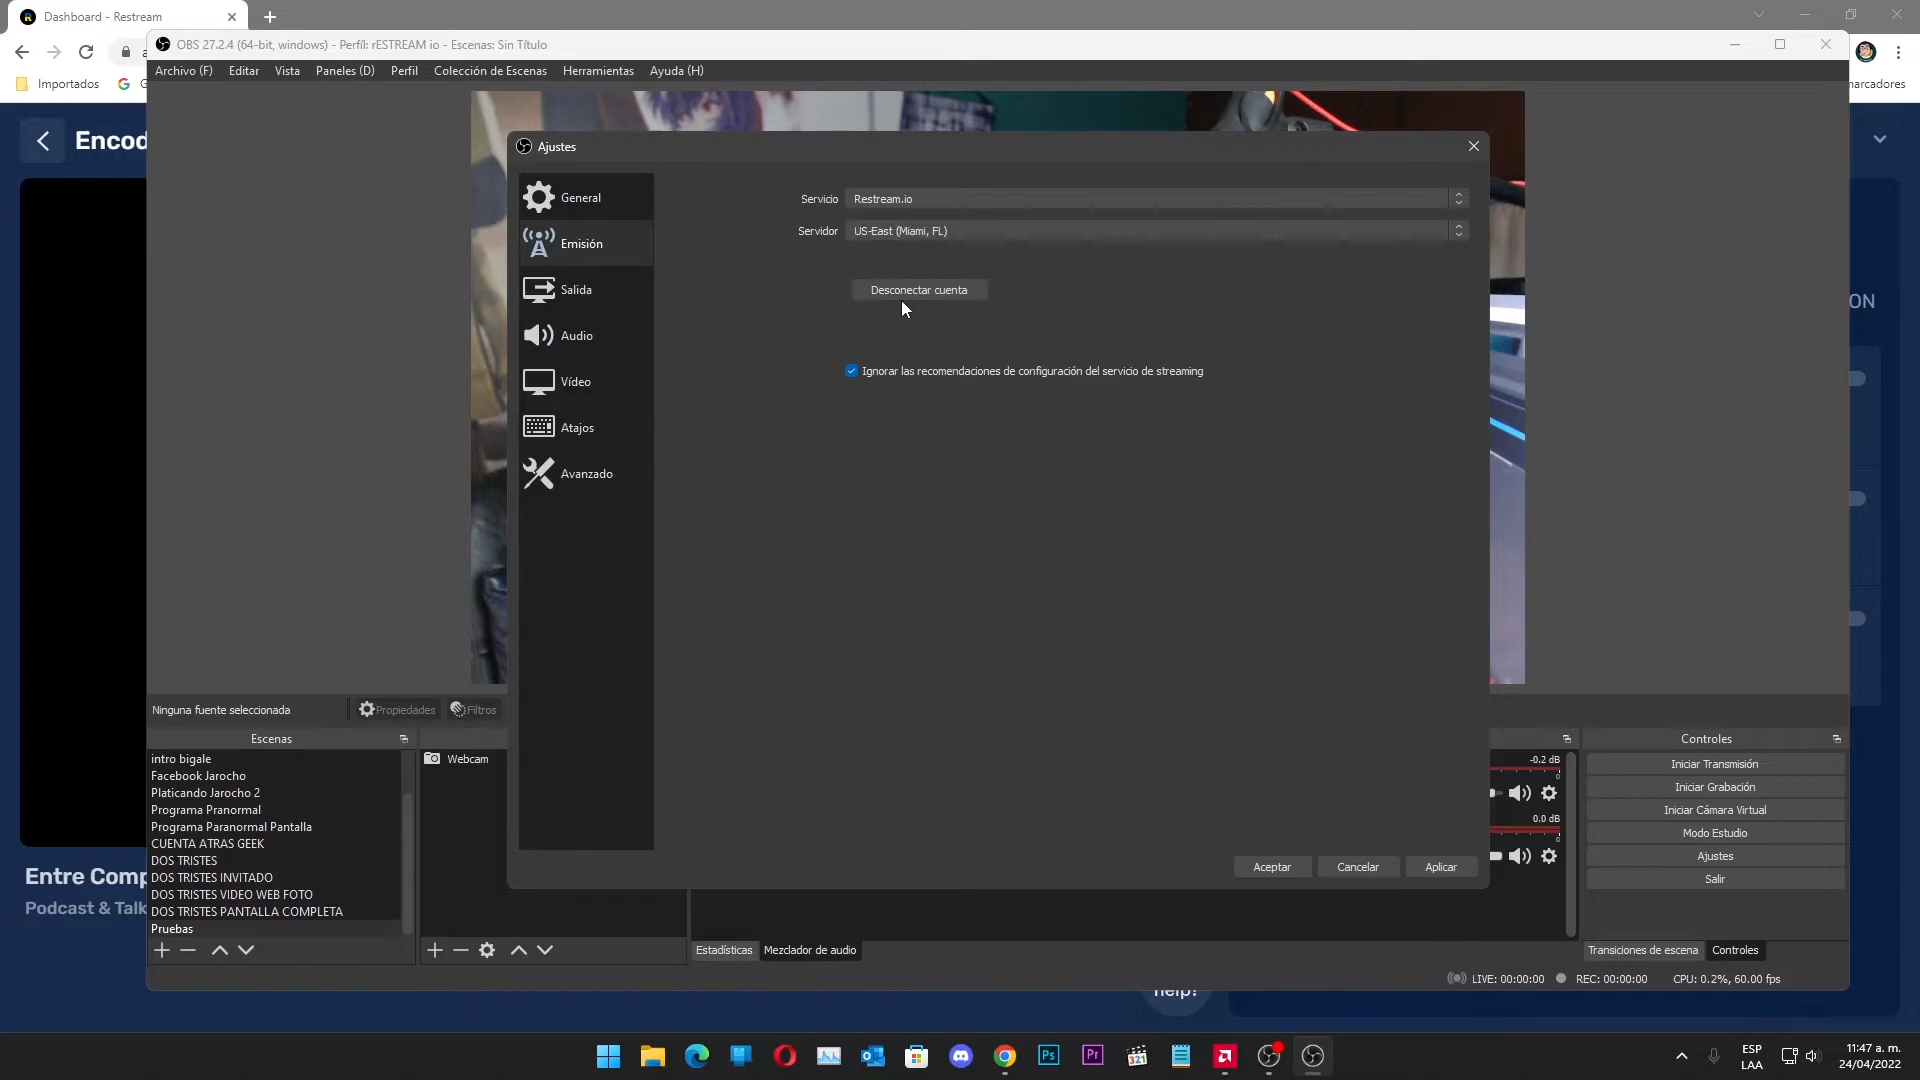 Dashboard - Restream
OBS 27.2.4 (64-bit, windows) - Perfil: rESTREAM io - Escenas: Sin Título
Archivo (F) Editar Vista Paneles (D) Perfil Colección de Escenas Herramientas Ayuda (H)
Importados
G
narcadores
Encod
Ajustes
General
Emisión
Salida
Audio
Vídeo
Atajos
Avanzado
Servicio Restream.io
Servidor US-East (Miami, FL)
Desconectar cuenta
Ignorar las recomendaciones de configuración del servicio de streaming
ON
Aceptar Cancelar Aplicar
Ninguna fuente seleccionada Propiedades Filtros
Escenas
intro bigale
Facebook Jarocho
Platicando Jarocho 2
Programa Pranormal
Programa Paranormal Pantalla
CUENTA ATRAS GEEK
DOS TRISTES
DOS TRISTES INVITADO
DOS TRISTES VIDEO WEB FOTO
DOS TRISTES PANTALLA COMPLETA
Pruebas
Webcam
-0.2 dB
0
0.0 dB
0
Estadísticas Mezclador de audio
Controles
Iniciar Transmisión
Iniciar Grabación
Iniciar Cámara Virtual
Modo Estudio
Ajustes
Salir
Transiciones de escena Controles
LIVE: 00:00:00 REC: 00:00:00 CPU: 0.2%, 60.00 fps
Entre Comp
Podcast & Talk
help?
Ps
Pr
321
ESP
LAA
11:47 a. m.
24/04/2022